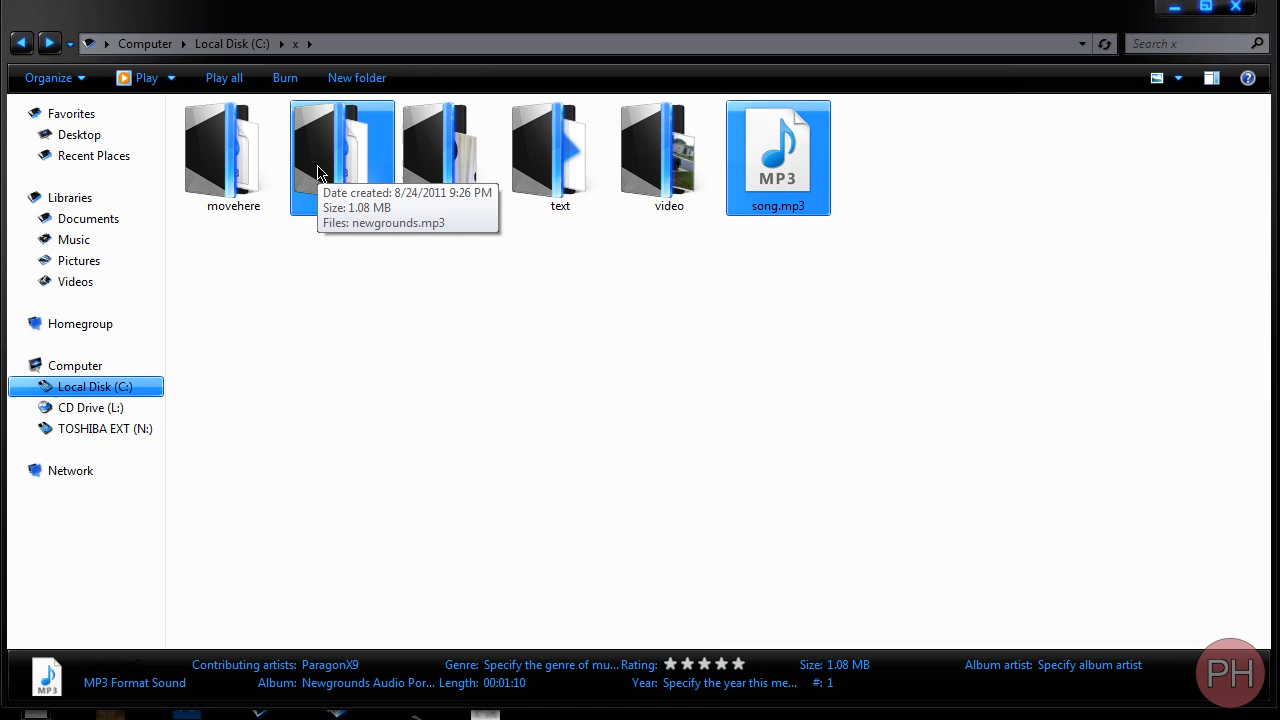 Computer Local Disk (C:) x
Search x
Organize Play Play all Burn New folder
Favorites
Desktop
Recent Places
Libraries
Documents
Music
Pictures
Videos
Homegroup
Computer
Local Disk (C:)
CD Drive (L:)
TOSHIBA EXT (N:)
Network
movehere
text
video
MP3
song.mp3
Date created: 8/24/2011 9:26 PM
Size: 1.08 MB
Files: newgrounds.mp3
MP3
MP3 Format Sound
Contributing artists: ParagonX9
Album: Newgrounds Audio Por...
Genre: Specify the genre of mu...
Length: 00:01:10
Rating:
Year: Specify the year this me...
Size: 1.08 MB
#: 1
Album artist: Specify album artist
PH